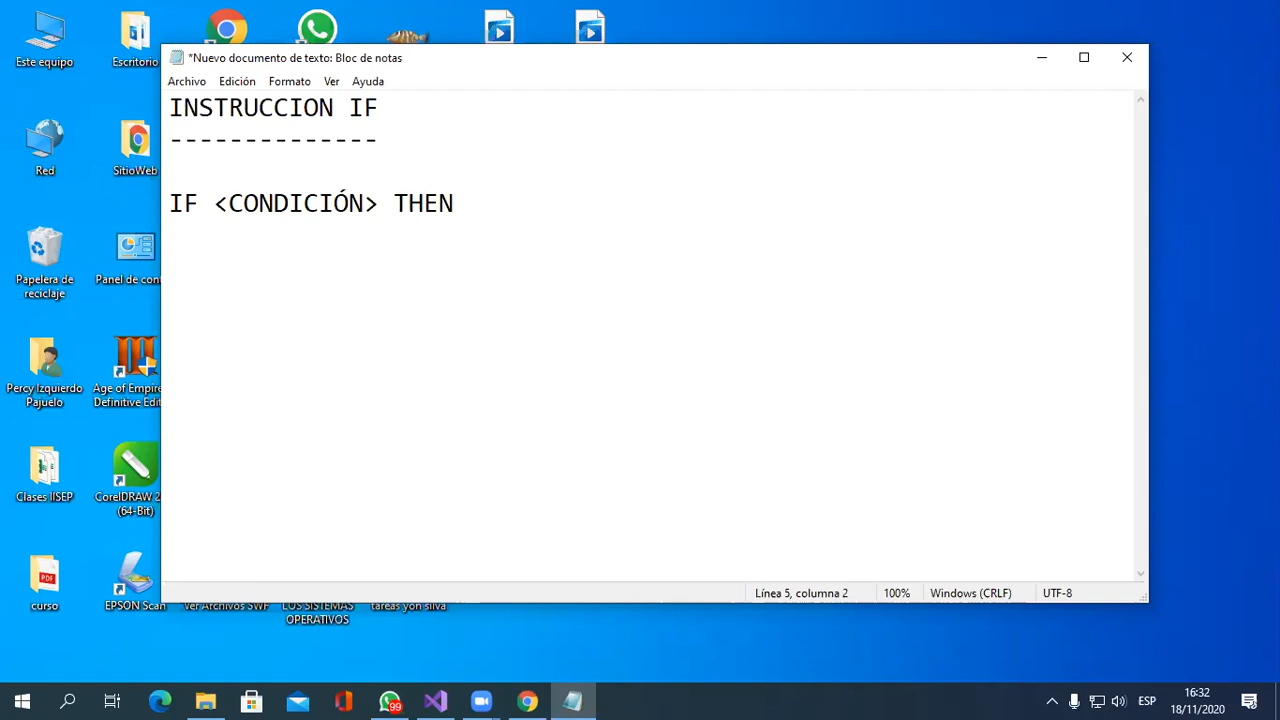 *Nuevo documento de texto: Bloc de notas
Archivo Edición Formato Ver Ayuda
INSTRUCCION IF
--------------
IF <CONDICIÓN> THEN
Línea 5, columna 2 100% Windows (CRLF) UTF-8
Este equipo
Escritorio
Red
SitioWeb
Papelera de
reciclaje
Panel de cont
Percy Izquierdo
Pajuelo
Age of Empire
Definitive Edit
Clases IISEP
CorelDRAW 2
(64-Bit)
curso
EPSON Scan
Ver Archivos SWF
LOS SISTEMAS
OPERATIVOS
tareas yon silva
99
ESP
16:32
18/11/2020